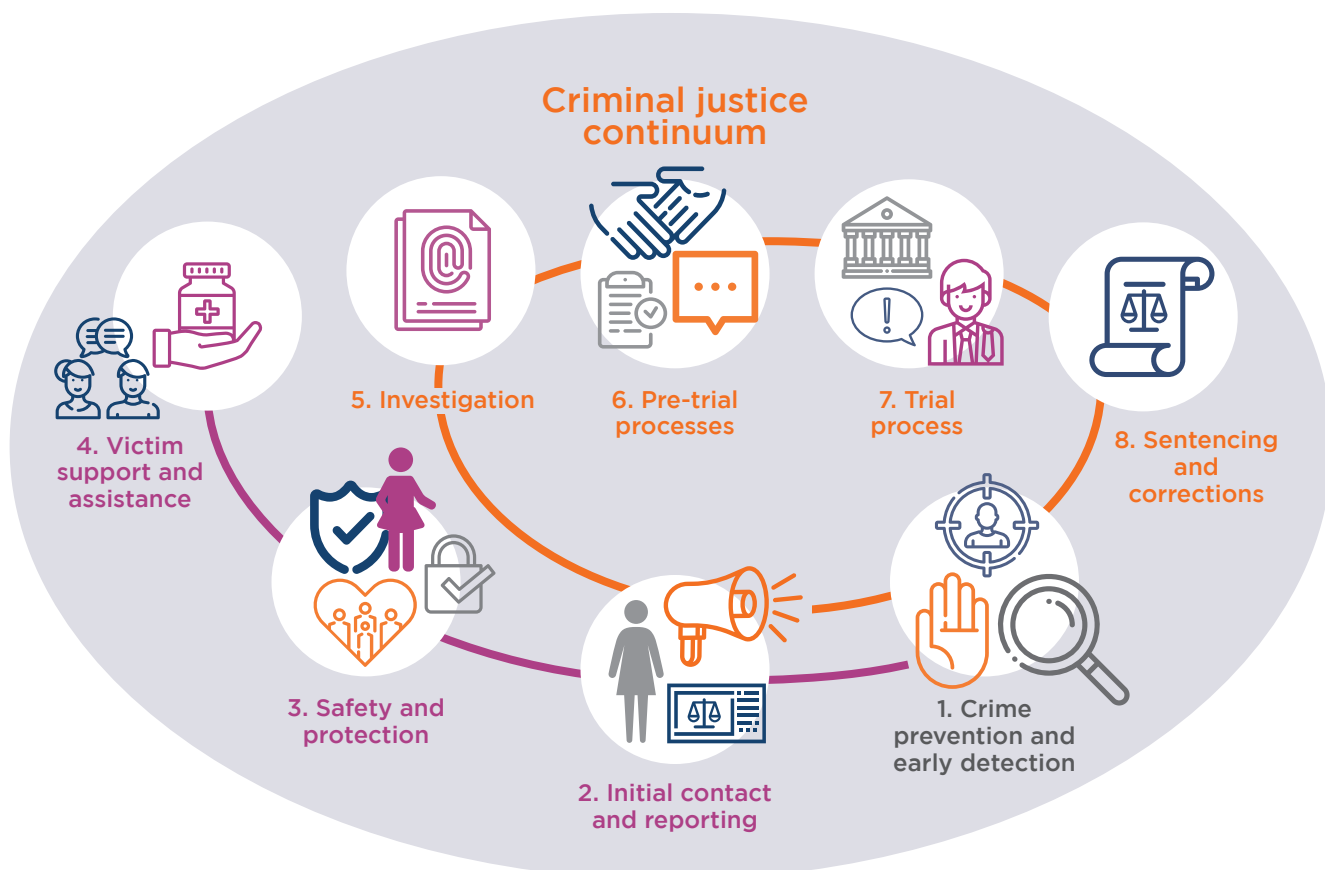 Criminal justice
continuum
5. Investigation
6. Pre-trial
processes
7. Trial
process
8. Sentencing
and
corrections
4. Victim
support and
assistance
3. Safety and
protection
2. Initial contact
and reporting
1. Crime
prevention and
early detection